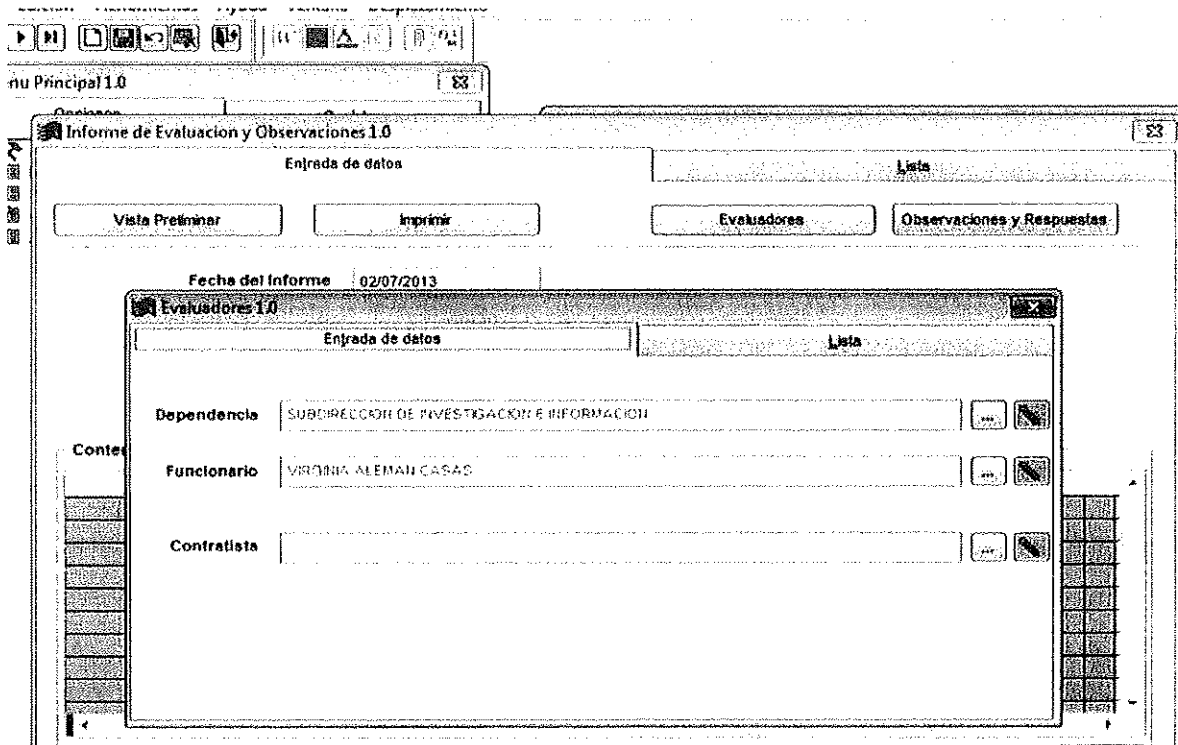 nu Principal 1.0
Informe de Evaluacion y Observaciones 1.0
Entrada de datos
Lista
Vista Preliminar
Imprimir
Evaluadores
Observaciones y Respuestas
Fecha del Informe
02/07/2013
Evaluadores 1.0
Entrada de datos
Lista
Dependencia
SUBDIRECCION DE INVESTIGACION E INFORMACION
...
Conte
Funcionario
VIRGINIA ALEMAN CASAS
...
Contratista
...